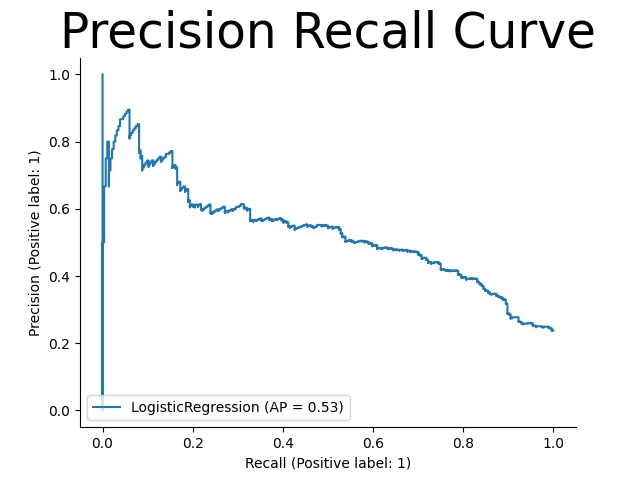 Precision Recall Curve
1.0
0.8
0.6
0.4
0.2
0.0
Precision (Positive label: 1)
LogisticRegression (AP = 0.53)
0.0 0.2 0.4 0.6 0.8 1.0
Recall (Positive label: 1)